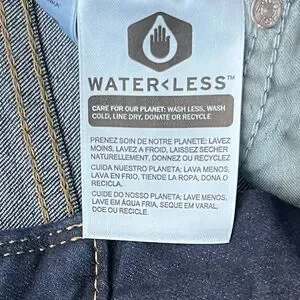 WATER<LESS™
CARE FOR OUR PLANET: WASH LESS, WASH
COLD, LINE DRY, DONATE OR RECYCLE
PRENEZ SOIN DE NOTRE PLANETE: LAVEZ
MOINS, LAVEZ A FROID, LAISSEZ SECHER
NATURELLEMENT, DONNEZ OU RECYCLEZ
CUIDA NUESTRO PLANETA: LAVA MENOS,
LAVA EN FRIO, TIENDE LA ROPA, DONA O
RECICLA.
CUIDE DO NOSSO PLANETA: LAVE MENOS,
LAVE EM ÁGUA FRIA, SEQUE EM VARAL,
DOE OU RECICLE.